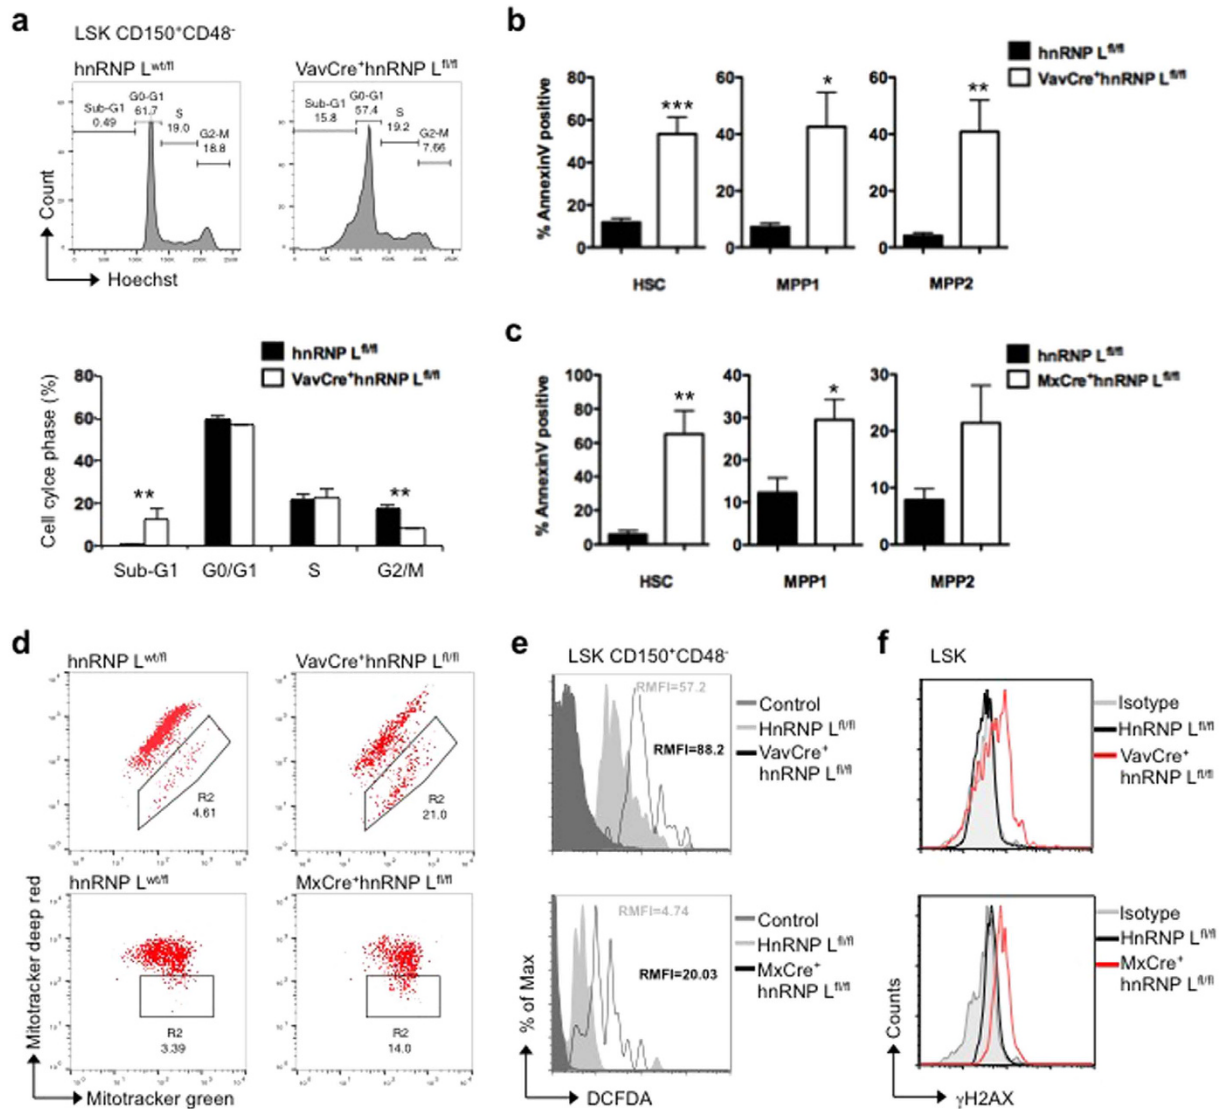 a
LSK CD150+CD48-
hnRNP Lwt/fl
VavCre+hnRNP Lfl/fl
Sub-G1
0.49
G0-G1
61.7
S
19.0
G2-M
18.8
Sub-G1
15.8
G0-G1
57.4
S
19.2
G2-M
7.66
Count
Hoechst
hnRNP Lfl/fl
VavCre+hnRNP Lfl/fl
Cell cylce phase (%)
80
60
40
20
0
**
**
Sub-G1 G0/G1 S G2/M
b
hnRNP Lfl/fl
VavCre+hnRNP Lfl/fl
% AnnexinV positive
80
60
40
20
0
***
HSC
60
40
20
0
*
MPP1
60
40
20
0
**
MPP2
c
hnRNP Lfl/fl
MxCre+hnRNP Lfl/fl
% AnnexinV positive
100
80
60
40
20
0
**
HSC
40
30
20
10
0
*
MPP1
30
20
10
0
MPP2
d
hnRNP Lwt/fl
VavCre+hnRNP Lfl/fl
R2
4.61
R2
21.0
hnRNP Lwt/fl
MxCre+hnRNP Lfl/fl
R2
3.39
R2
14.0
Mitotracker deep red
Mitotracker green
e
LSK CD150+CD48-
RMFI=57.2
RMFI=88.2
Control
HnRNP Lfl/fl
VavCre+
hnRNP Lfl/fl
RMFI=4.74
RMFI=20.03
Control
HnRNP Lfl/fl
MxCre+
hnRNP Lfl/fl
% of Max
DCFDA
f
LSK
Isotype
HnRNP Lfl/fl
VavCre+
hnRNP Lfl/fl
Isotype
HnRNP Lfl/fl
MxCre+
hnRNP Lfl/fl
Counts
γH2AX